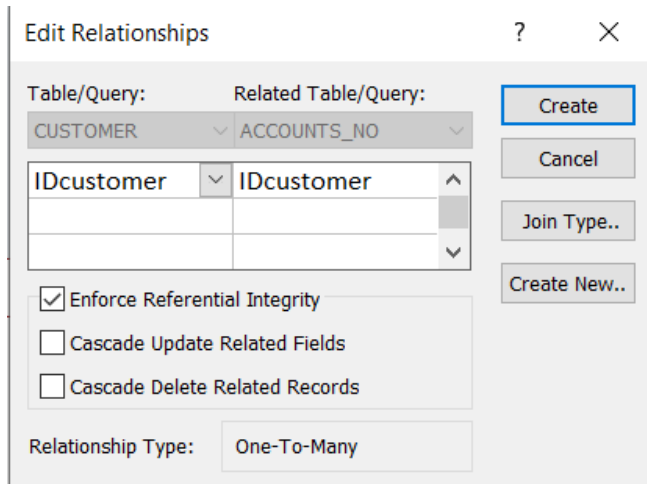 Edit Relationships ? ×
Table/Query: Related Table/Query:
CUSTOMER ACCOUNTS_NO
IDcustomer IDcustomer
Enforce Referential Integrity
Cascade Update Related Fields
Cascade Delete Related Records
Relationship Type: One-To-Many
Create
Cancel
Join Type..
Create New..